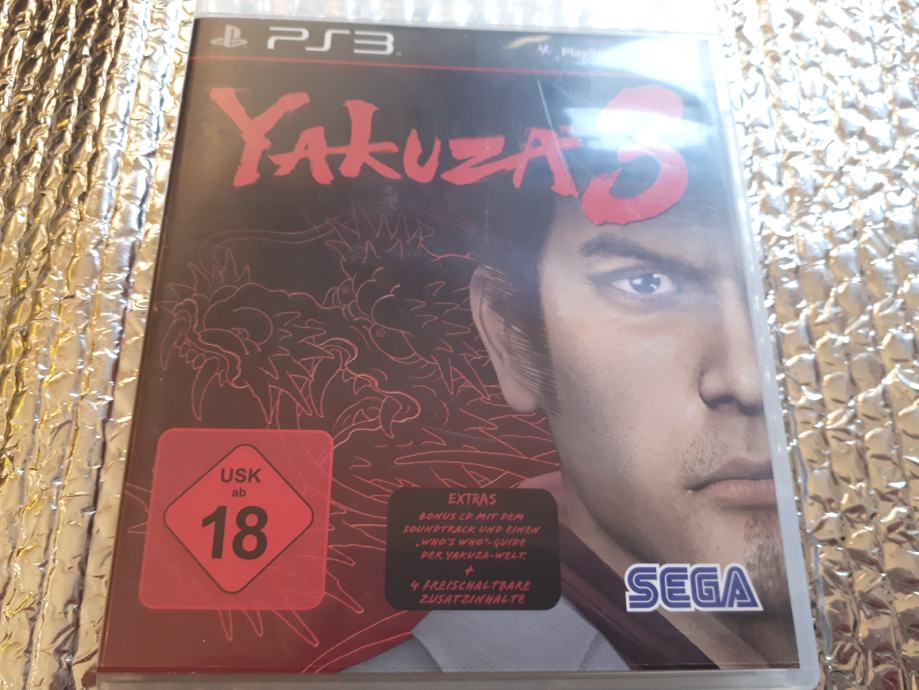 PS3
PlaySt
YAKUZA 3
USK
ab
18
EXTRAS
BONUS CD MIT DEM
SOUNDTRACK UND EINEN
„WHO'S WHO"-GUIDE
DER YAKUZA-WELT.
+
4 FREISCHALTBARE
ZUSATZINHALTE
SEGA